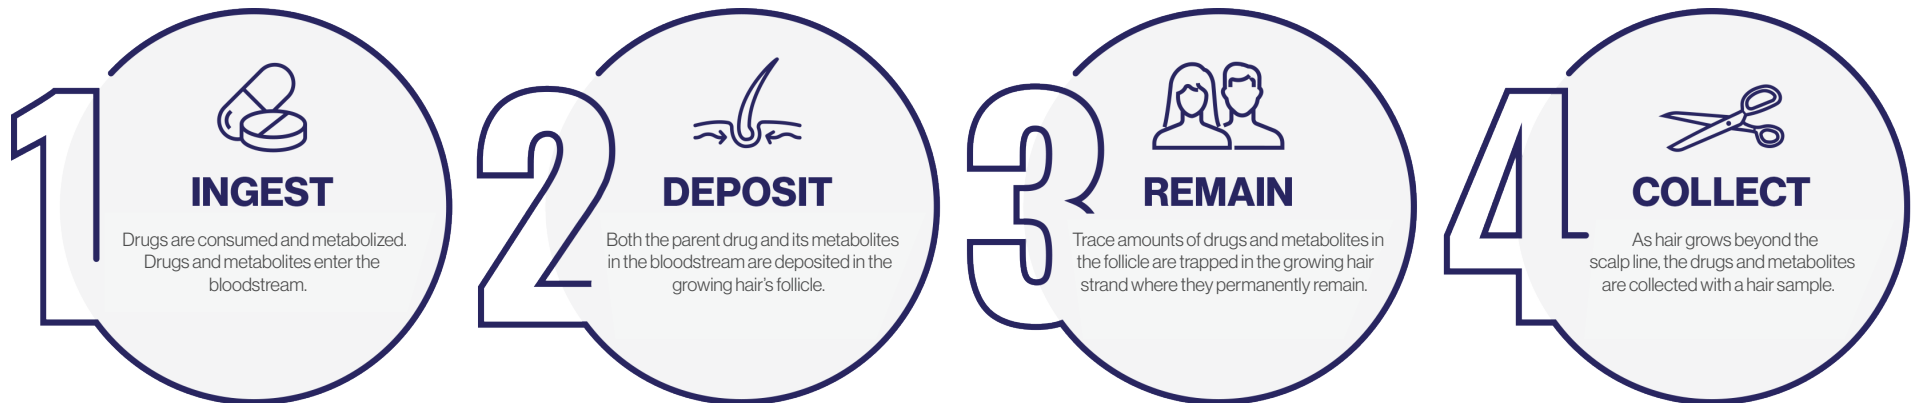 1
INGEST
Drugs are consumed and metabolized.
Drugs and metabolites enter the
bloodstream.
2
DEPOSIT
Both the parent drug and its metabolites
in the bloodstream are deposited in the
growing hair's follicle.
3
REMAIN
Trace amounts of drugs and metabolites in
the follicle are trapped in the growing hair
strand where they permanently remain.
4
COLLECT
As hair grows beyond the
scalp line, the drugs and metabolites
are collected with a hair sample.